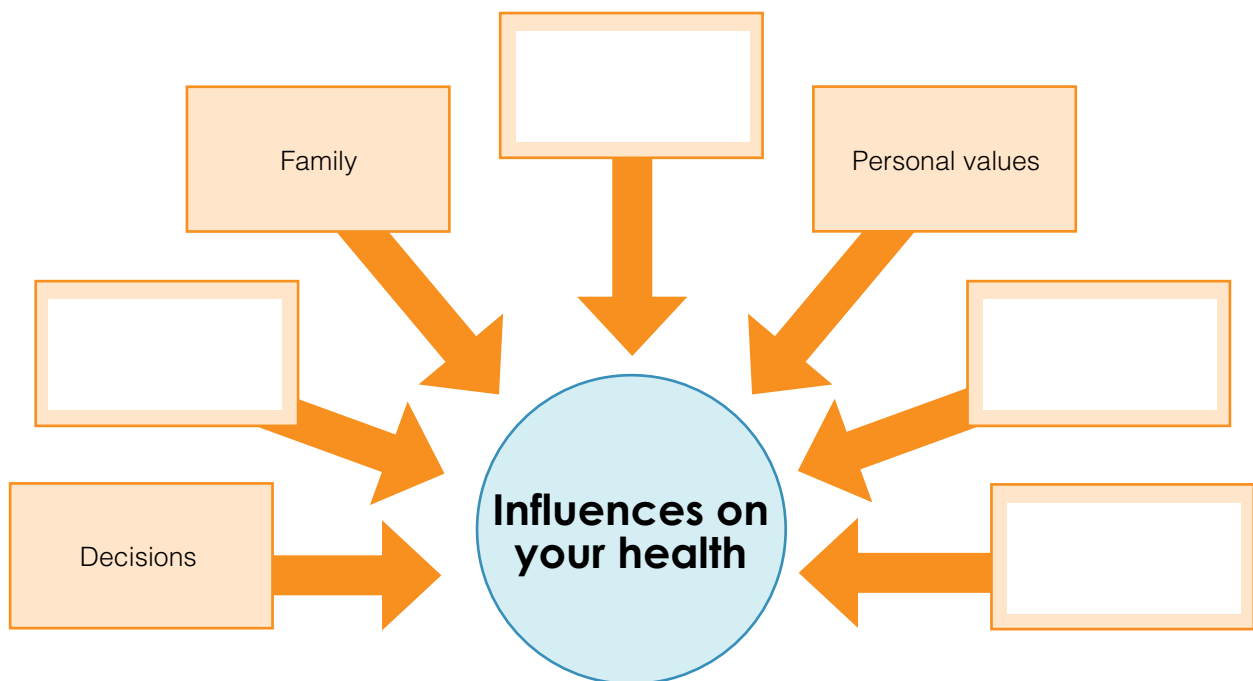 Family
Personal values
Decisions
Influences on
your health